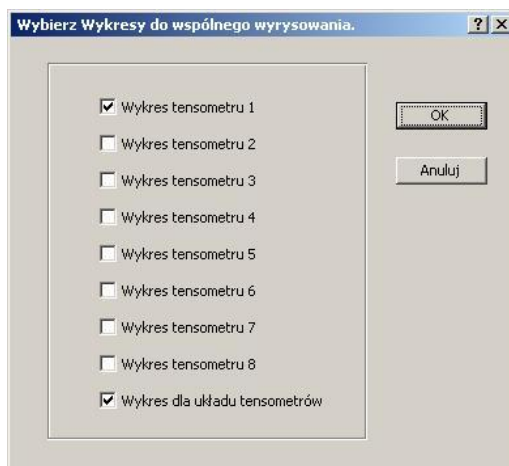 Wybierz Wykresy do wspólnego wyrysowania.
Wykres tensometru 1
Wykres tensometru 2
Wykres tensometru 3
Wykres tensometru 4
Wykres tensometru 5
Wykres tensometru 6
Wykres tensometru 7
Wykres tensometru 8
Wykres dla układu tensometrów
OK
Anuluj